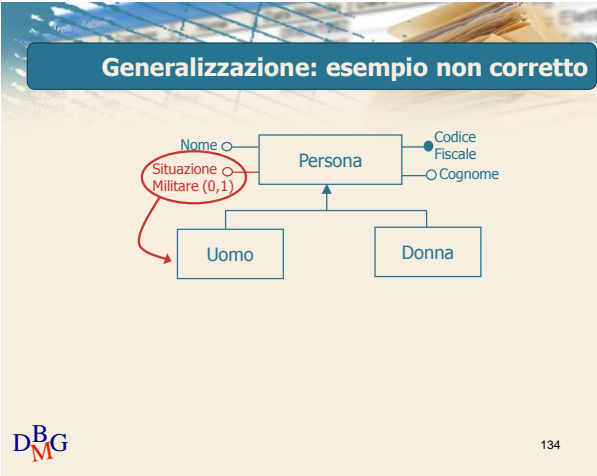 Generalizzazione: esempio non corretto
Nome
Codice
Fiscale
Situazione
Militare (0,1)
Persona
Cognome
Uomo
Donna
DBMG
134